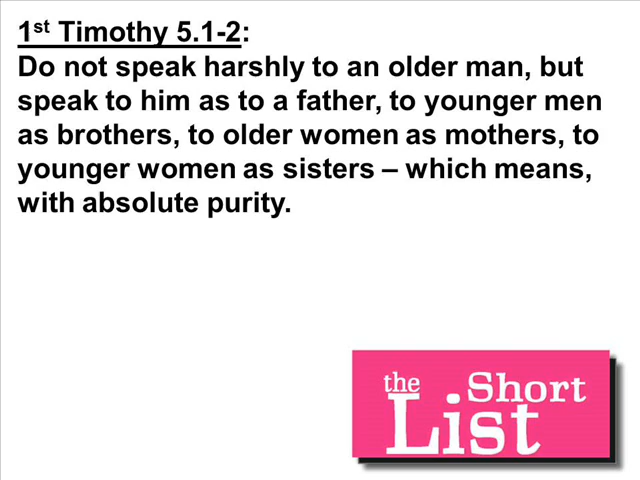 1st Timothy 5.1-2:
Do not speak harshly to an older man, but
speak to him as to a father, to younger men
as brothers, to older women as mothers, to
younger women as sisters – which means,
with absolute purity.
the Short
List